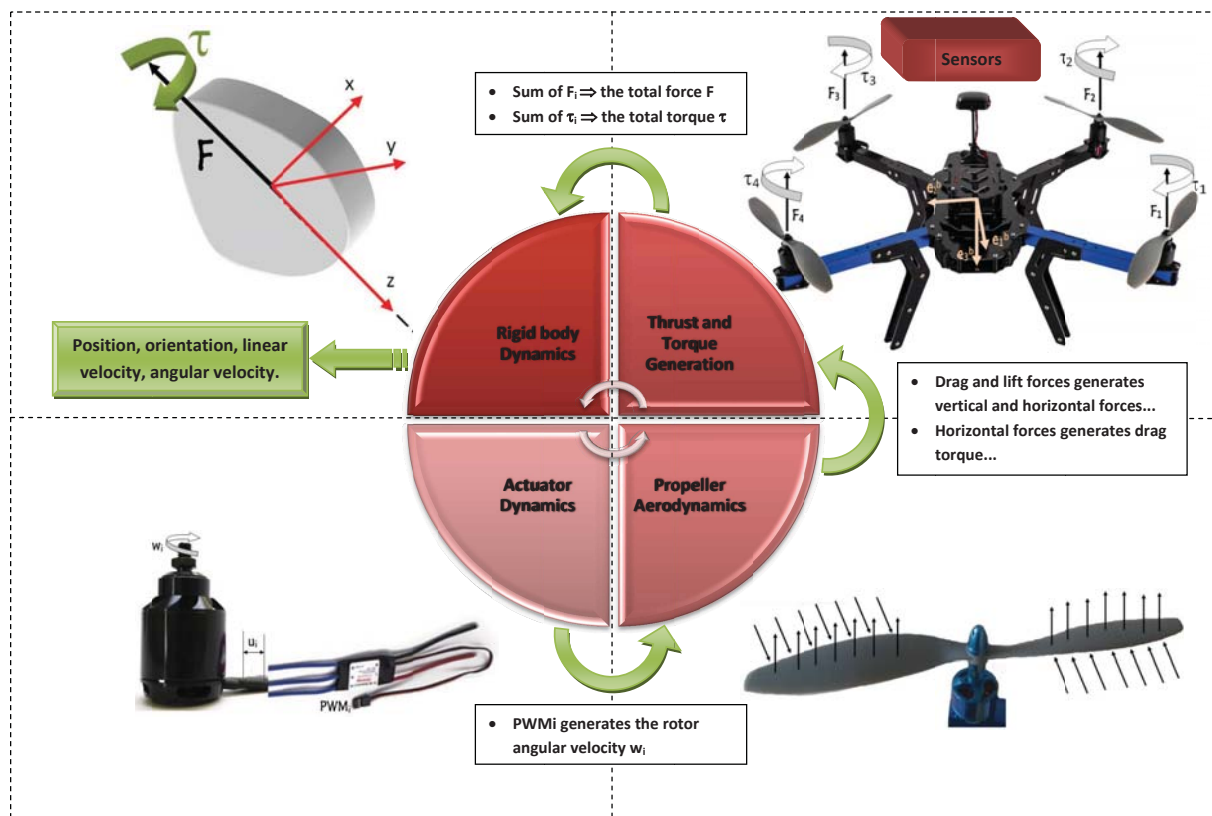 τ
F
x
y
z
• Sum of Fᵢ ⇒ the total force F
• Sum of τᵢ ⇒ the total torque τ
Sensors
τ₃
F₃
τ₂
F₂
τ₄
F₄
τ₁
F₁
Rigid body
Dynamics
Thrust and
Torque
Generation
Position, orientation, linear
velocity, angular velocity.
• Drag and lift forces generates
vertical and horizontal forces...
• Horizontal forces generates drag
torque...
Actuator
Dynamics
Propeller
Aerodynamics
wᵢ
uᵢ
PWMᵢ
• PWMi generates the rotor
angular velocity wᵢ